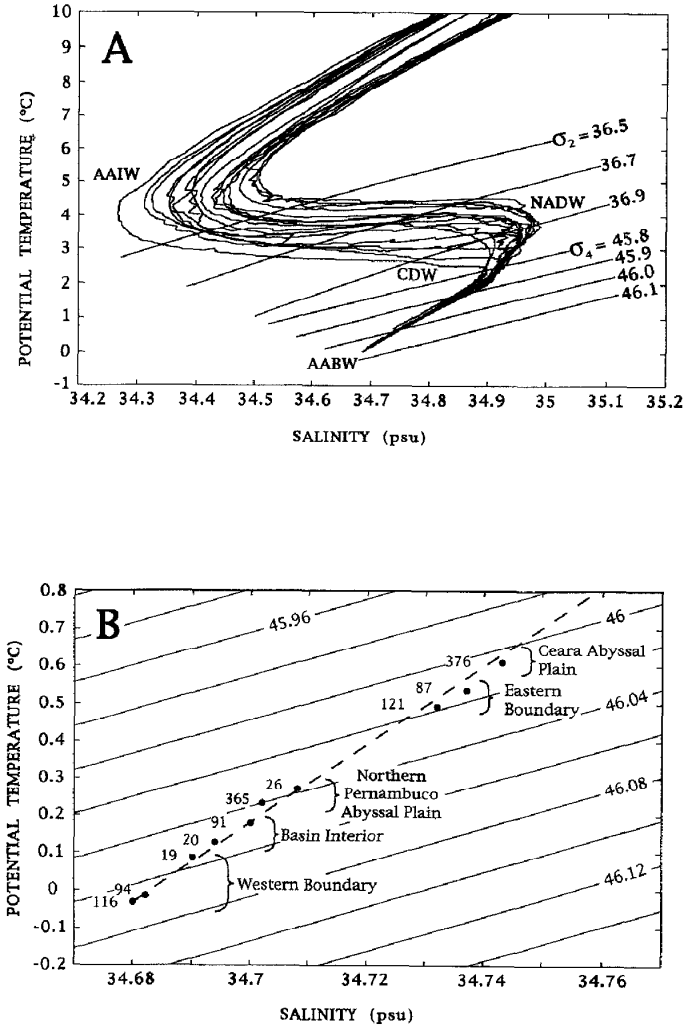 A
POTENTIAL TEMPERATURE (°C)
10
9
8
7
6
5
4
3
2
1
0
-1
AAIW
σ2 = 36.5
36.7
NADW
36.9
σ4 = 45.8
45.9
CDW
46.0
46.1
AABW
34.2 34.3 34.4 34.5 34.6 34.7 34.8 34.9 35 35.1 35.2
SALINITY (psu)
B
POTENTIAL TEMPERATURE (°C)
0.8
0.7
0.6
0.5
0.4
0.3
0.2
0.1
0
-0.1
-0.2
45.96
46
376
Ceara Abyssal
Plain
87
121
Eastern
Boundary
46.04
26
365
Northern
Pernambuco
Abyssal Plain
46.08
91
20
Basin Interior
19
94
116
Western Boundary
46.12
34.68 34.7 34.72 34.74 34.76
SALINITY (psu)